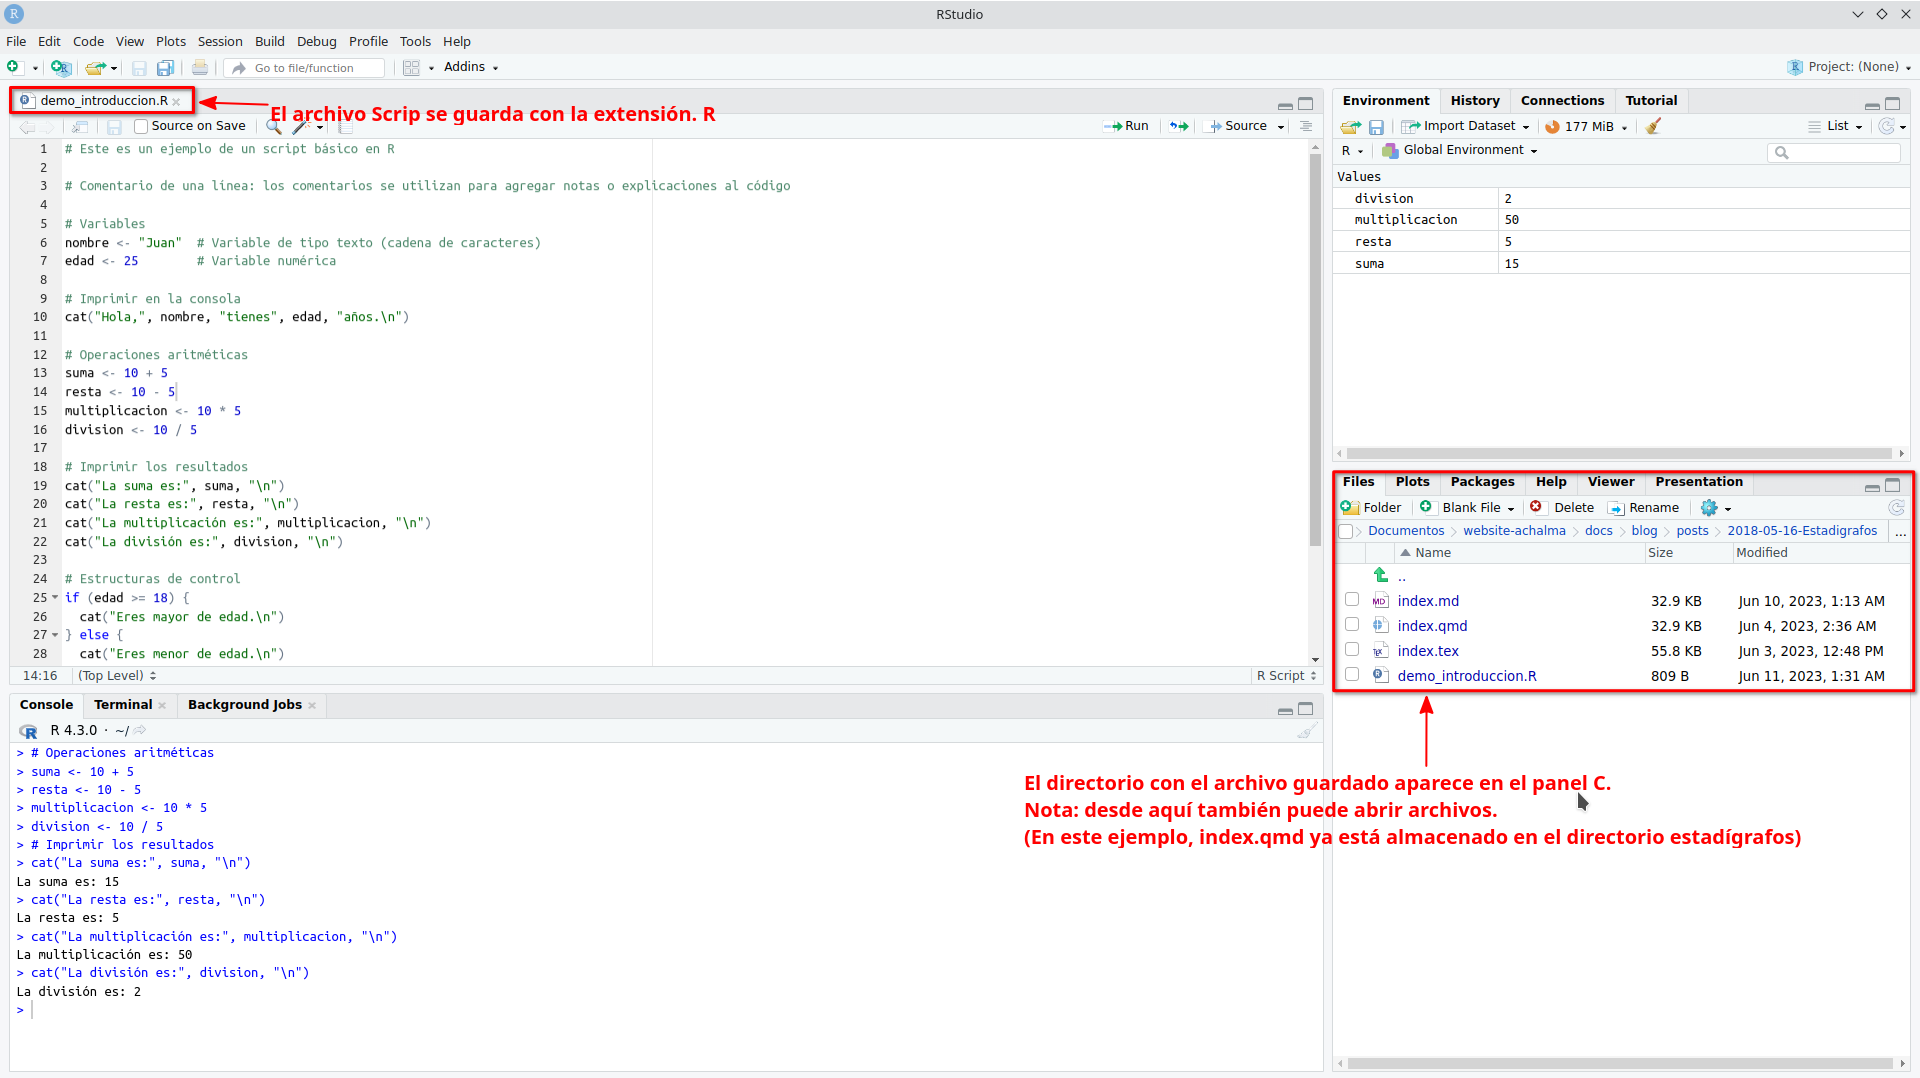 RStudio
File Edit Code View Plots Session Build Debug Profile Tools Help
Go to file/function Addins Project: (None)
demo_introduccion.R
El archivo Scrip se guarda con la extensión. R
Source on Save Run Source
1 # Este es un ejemplo de un script básico en R
2
3 # Comentario de una línea: los comentarios se utilizan para agregar notas o explicaciones al código
4
5 # Variables
6 nombre <- "Juan"  # Variable de tipo texto (cadena de caracteres)
7 edad <- 25        # Variable numérica
8
9 # Imprimir en la consola
10 cat("Hola,", nombre, "tienes", edad, "años.\n")
11
12 # Operaciones aritméticas
13 suma <- 10 + 5
14 resta <- 10 - 5
15 multiplicacion <- 10 * 5
16 division <- 10 / 5
17
18 # Imprimir los resultados
19 cat("La suma es:", suma, "\n")
20 cat("La resta es:", resta, "\n")
21 cat("La multiplicación es:", multiplicacion, "\n")
22 cat("La división es:", division, "\n")
23
24 # Estructuras de control
25 if (edad >= 18) {
26   cat("Eres mayor de edad.\n")
27 } else {
28   cat("Eres menor de edad.\n")
14:16 (Top Level) R Script
Console Terminal Background Jobs
R 4.3.0 · ~/
> # Operaciones aritméticas
> suma <- 10 + 5
> resta <- 10 - 5
> multiplicacion <- 10 * 5
> division <- 10 / 5
> # Imprimir los resultados
> cat("La suma es:", suma, "\n")
La suma es: 15
> cat("La resta es:", resta, "\n")
La resta es: 5
> cat("La multiplicación es:", multiplicacion, "\n")
La multiplicación es: 50
> cat("La división es:", division, "\n")
La división es: 2
>
Environment History Connections Tutorial
Import Dataset 177 MiB List
R Global Environment
Values
division 2
multiplicacion 50
resta 5
suma 15
Files Plots Packages Help Viewer Presentation
Folder Blank File Delete Rename
Documentos website-achalma docs blog posts 2018-05-16-Estadigrafos ...
Name Size Modified
..
index.md 32.9 KB Jun 10, 2023, 1:13 AM
index.qmd 32.9 KB Jun 4, 2023, 2:36 AM
index.tex 55.8 KB Jun 3, 2023, 12:48 PM
demo_introduccion.R 809 B Jun 11, 2023, 1:31 AM
El directorio con el archivo guardado aparece en el panel C.
Nota: desde aquí también puede abrir archivos.
(En este ejemplo, index.qmd ya está almacenado en el directorio estadígrafos)